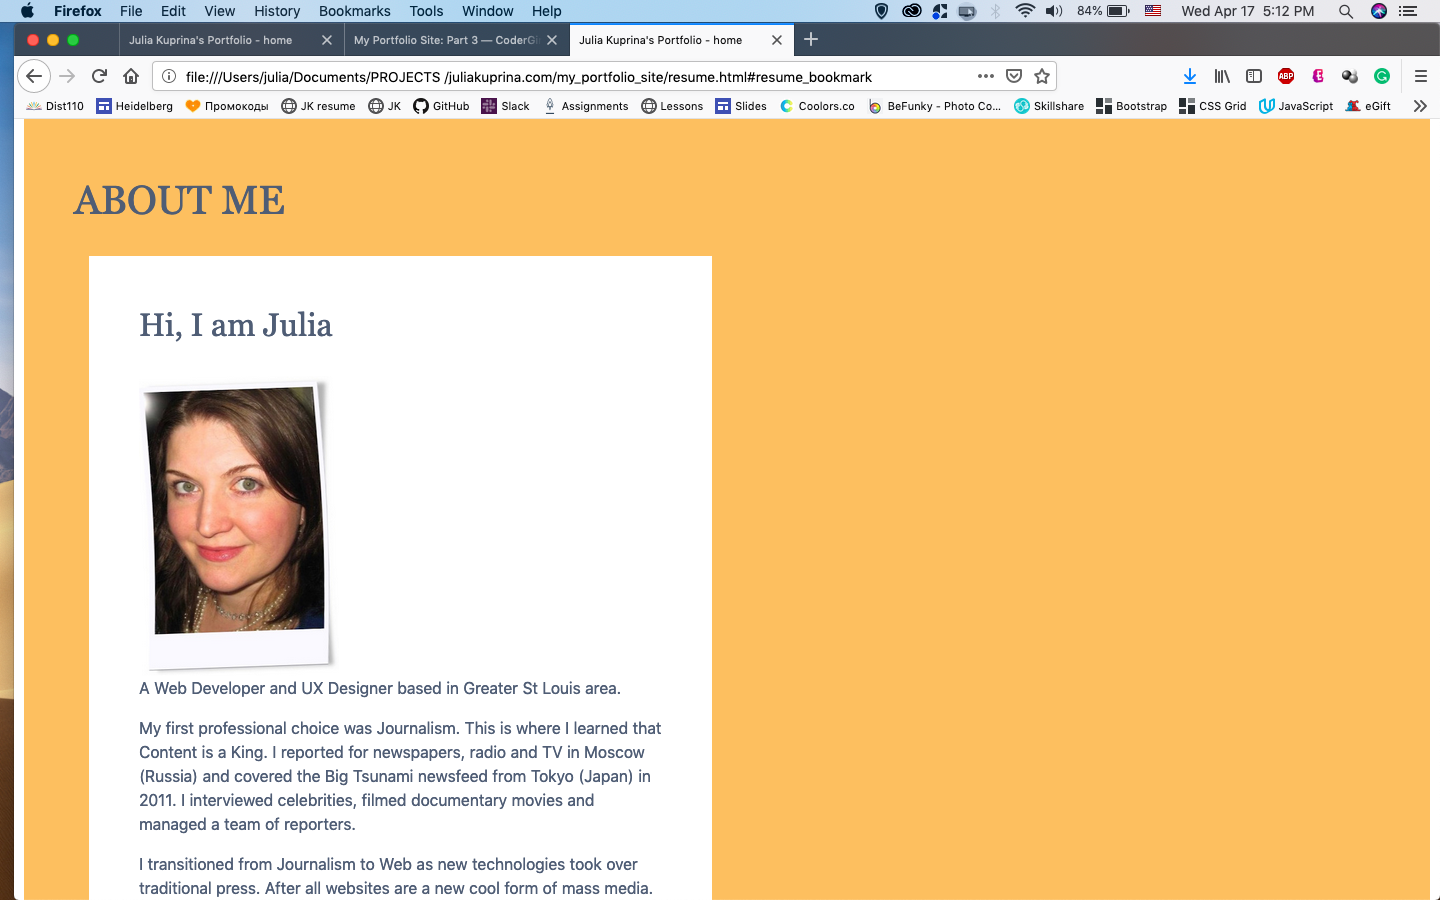 Firefox File Edit View History Bookmarks Tools Window Help 84% Wed Apr 17 5:12 PM
Julia Kuprina's Portfolio - home My Portfolio Site: Part 3 — CoderGi Julia Kuprina's Portfolio - home
file:///Users/julia/Documents/PROJECTS /juliakuprina.com/my_portfolio_site/resume.html#resume_bookmark ABP
Dist110 Heidelberg Промокоды JK resume JK GitHub Slack Assignments Lessons Slides Coolors.co BeFunky - Photo Co... Skillshare Bootstrap CSS Grid JavaScript eGift
ABOUT ME
Hi, I am Julia
A Web Developer and UX Designer based in Greater St Louis area.
My first professional choice was Journalism. This is where I learned that
Content is a King. I reported for newspapers, radio and TV in Moscow
(Russia) and covered the Big Tsunami newsfeed from Tokyo (Japan) in
2011. I interviewed celebrities, filmed documentary movies and
managed a team of reporters.
I transitioned from Journalism to Web as new technologies took over
traditional press. After all websites are a new cool form of mass media.